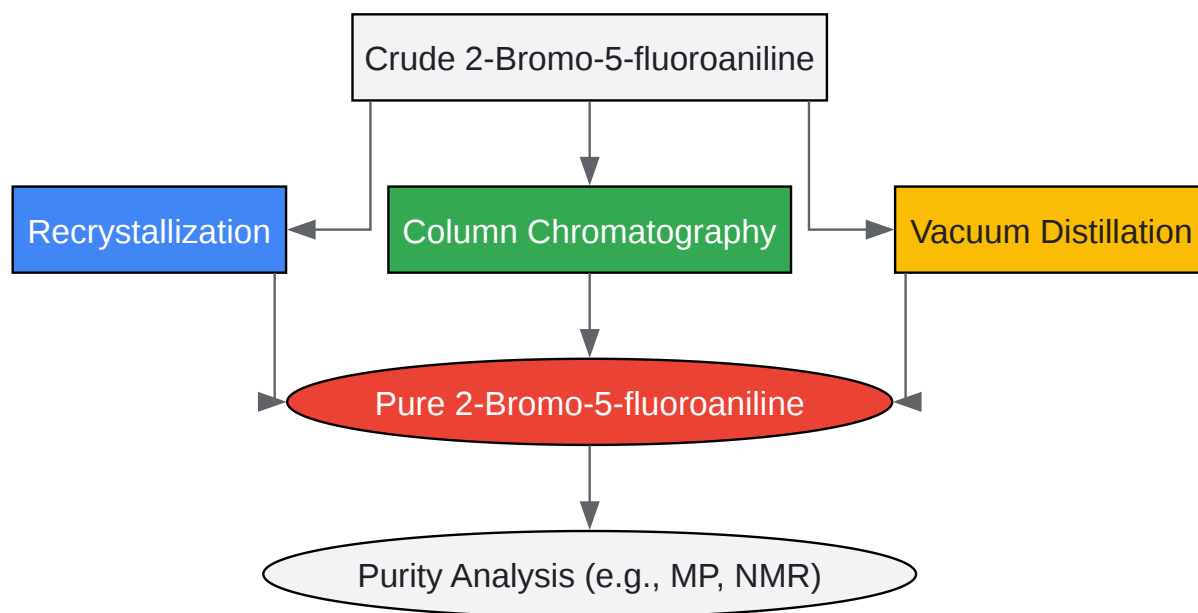 Crude 2-Bromo-5-fluoroaniline
Recrystallization
Column Chromatography
Vacuum Distillation
Pure 2-Bromo-5-fluoroaniline
Purity Analysis (e.g., MP, NMR)